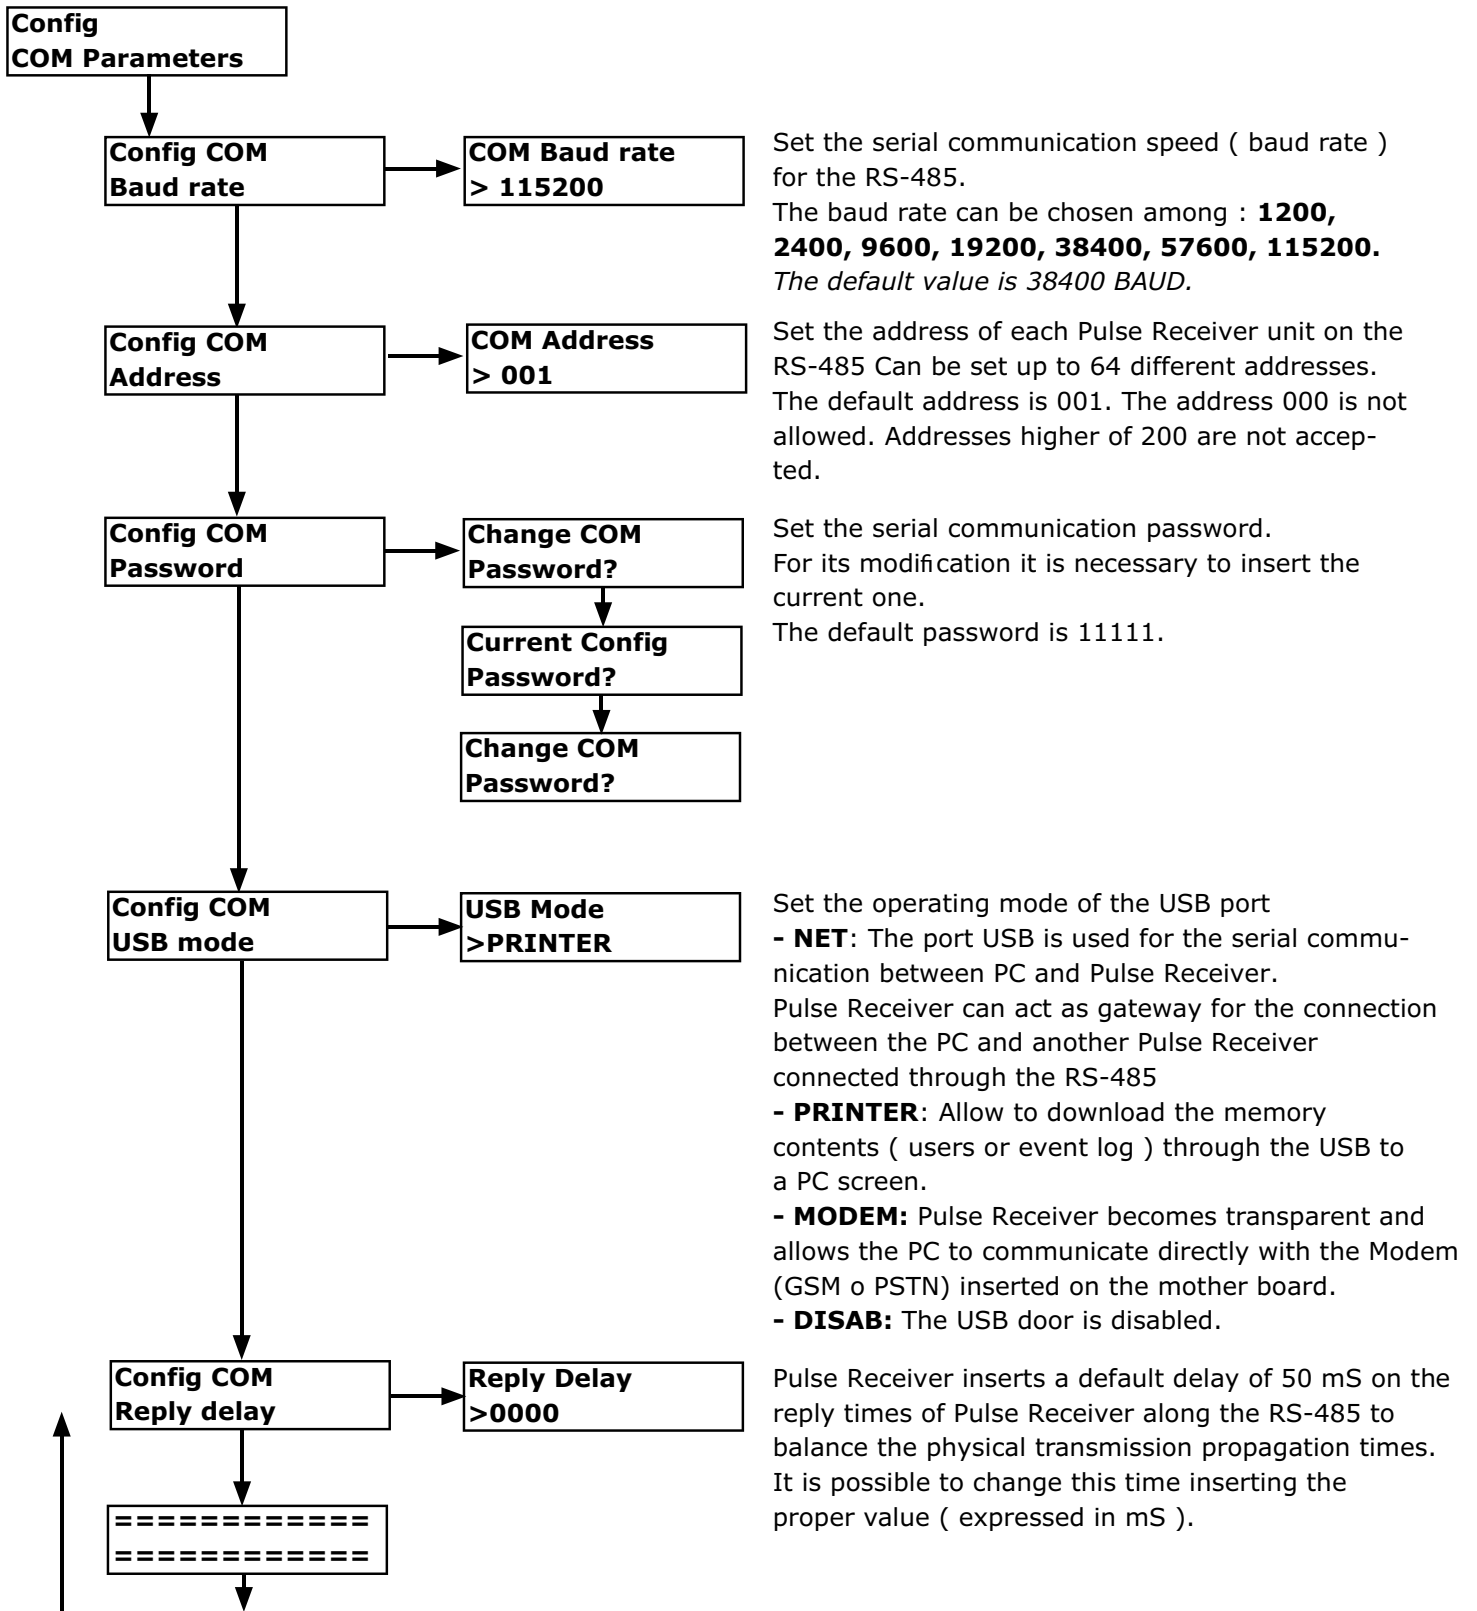 Config
COM Parameters
Config COM
Baud rate
COM Baud rate
> 115200
Set the serial communication speed ( baud rate )
for the RS-485.
The baud rate can be chosen among : 1200,
2400, 9600, 19200, 38400, 57600, 115200.
The default value is 38400 BAUD.
Config COM
Address
COM Address
> 001
Set the address of each Pulse Receiver unit on the
RS-485 Can be set up to 64 different addresses.
The default address is 001. The address 000 is not
allowed. Addresses higher of 200 are not accep-
ted.
Config COM
Password
Change COM
Password?
Current Config
Password?
Change COM
Password?
Set the serial communication password.
For its modification it is necessary to insert the
current one.
The default password is 11111.
Config COM
USB mode
USB Mode
>PRINTER
Set the operating mode of the USB port
- NET: The port USB is used for the serial commu-
nication between PC and Pulse Receiver.
Pulse Receiver can act as gateway for the connection
between the PC and another Pulse Receiver
connected through the RS-485
- PRINTER: Allow to download the memory
contents ( users or event log ) through the USB to
a PC screen.
- MODEM: Pulse Receiver becomes transparent and
allows the PC to communicate directly with the Modem
(GSM o PSTN) inserted on the mother board.
- DISAB: The USB door is disabled.
Config COM
Reply delay
Reply Delay
>0000
Pulse Receiver inserts a default delay of 50 mS on the
reply times of Pulse Receiver along the RS-485 to
balance the physical transmission propagation times.
It is possible to change this time inserting the
proper value ( expressed in mS ).
============
============